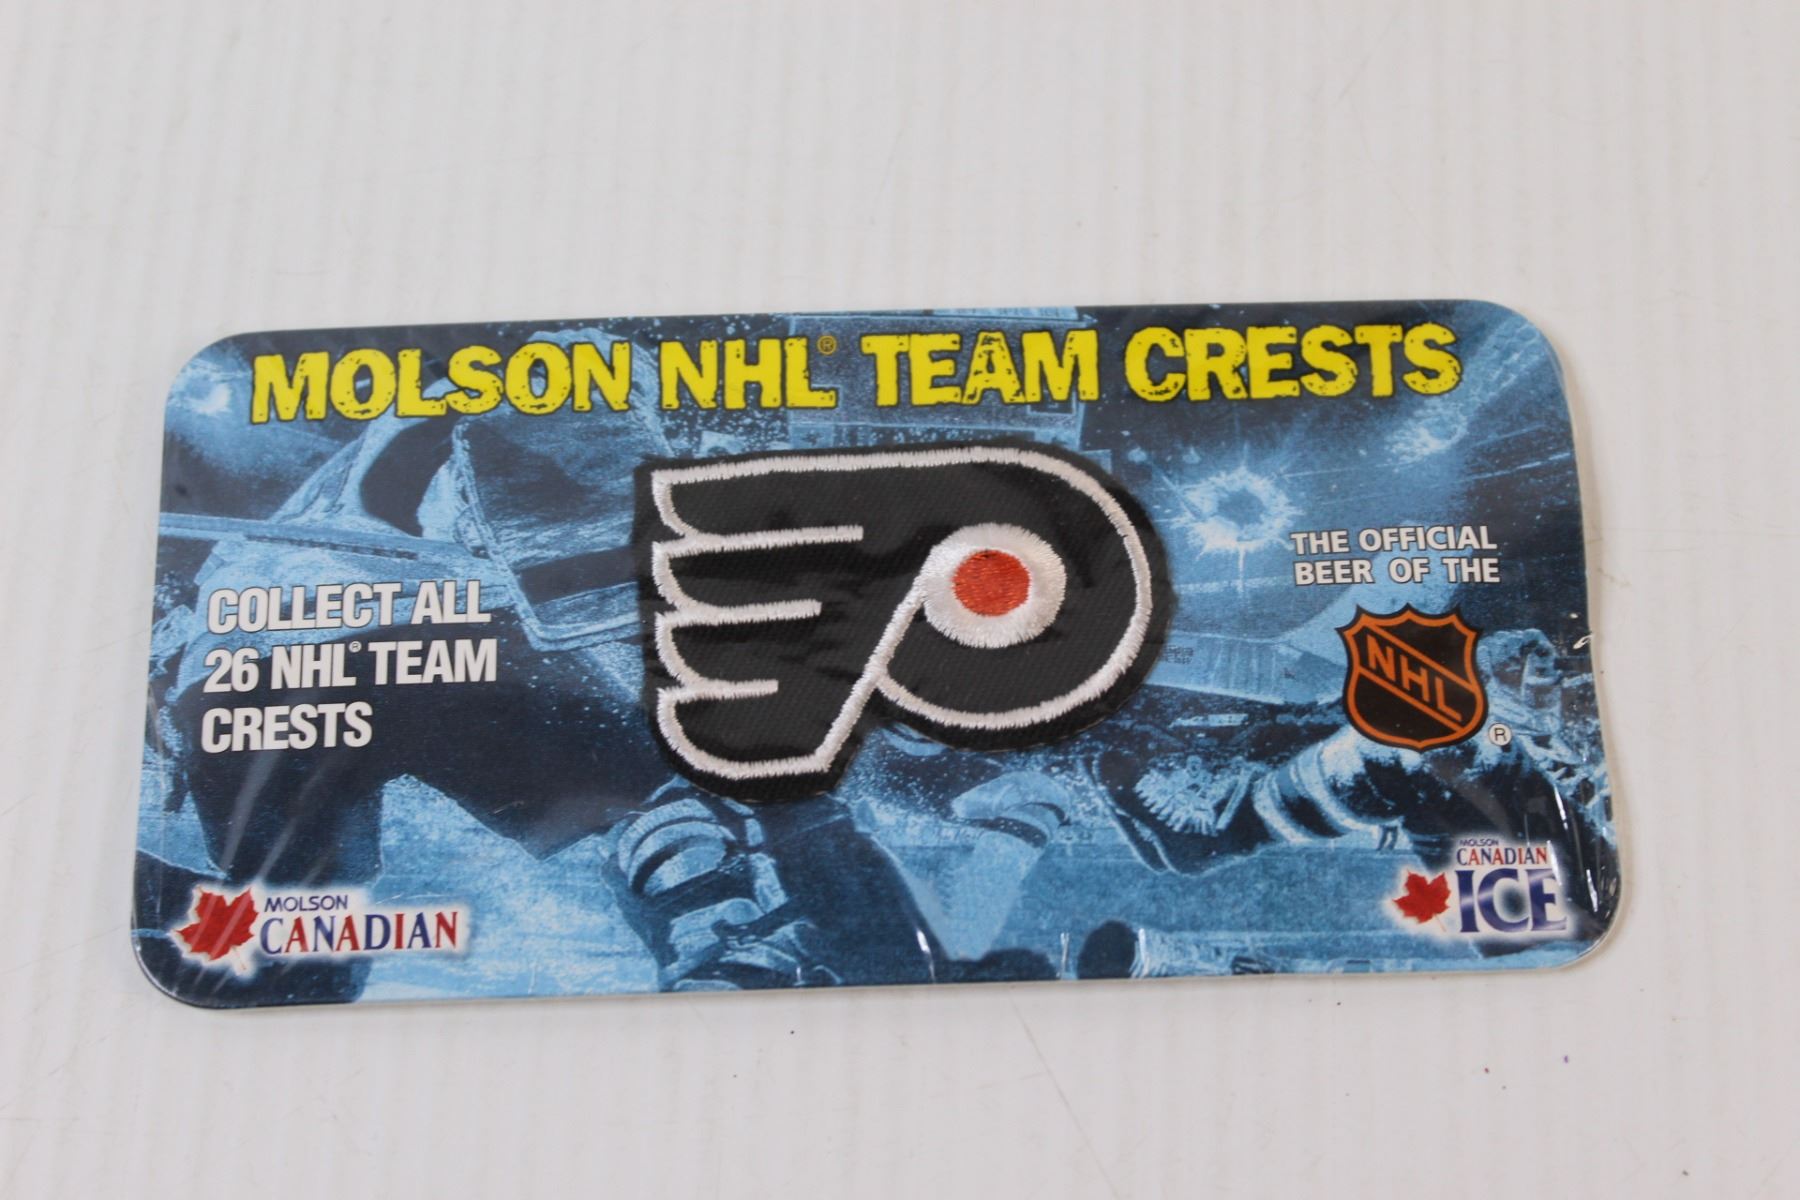 MOLSON NHL® TEAM CRESTS
COLLECT ALL
26 NHL® TEAM
CRESTS
THE OFFICIAL
BEER OF THE
NHL
®
MOLSON
CANADIAN
MOLSON
CANADIAN
ICE